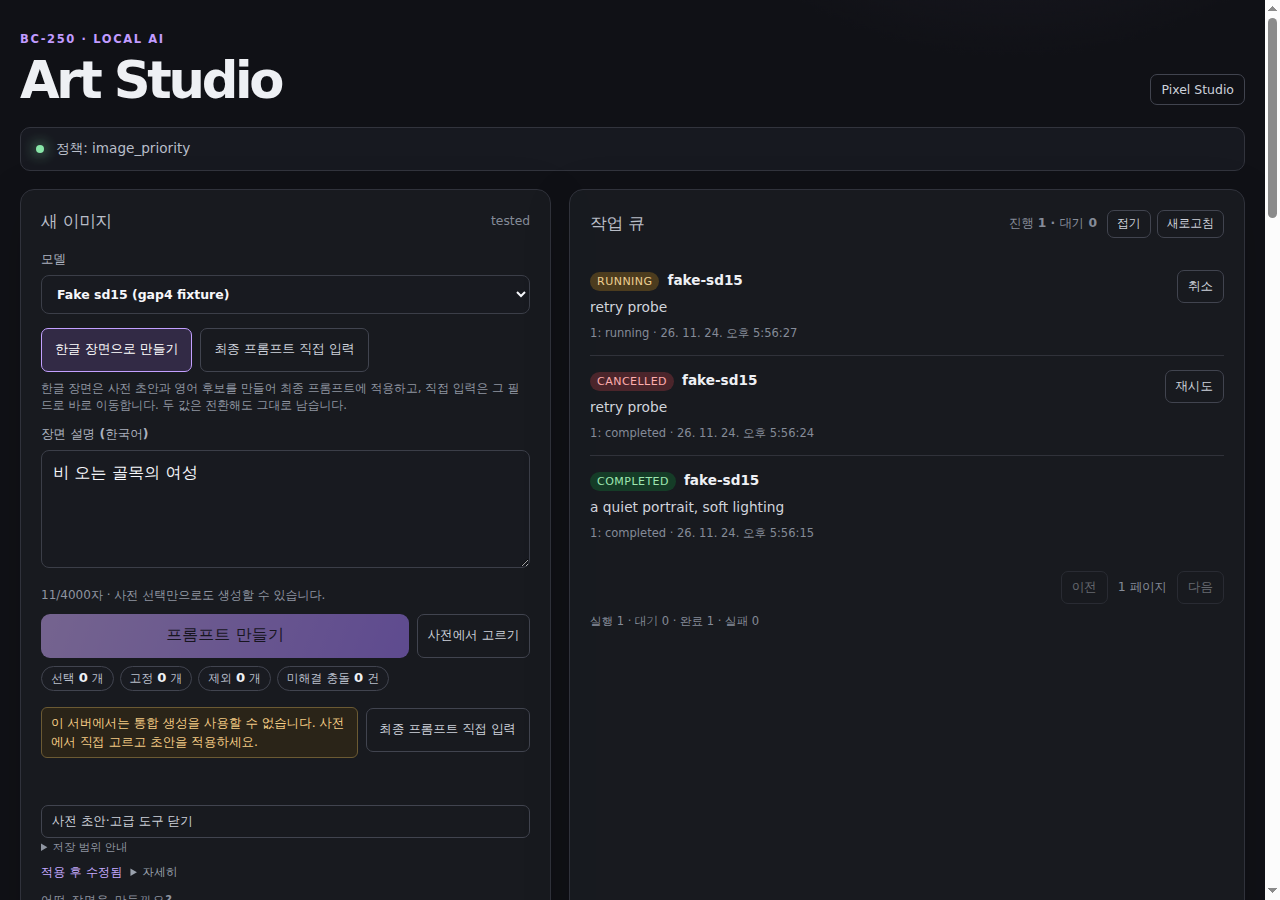 BC-250 · LOCAL AI
Art Studio
Pixel Studio
정책: image_priority
새 이미지
tested
모델
Fake sd15 (gap4 fixture)
한글 장면으로 만들기
최종 프롬프트 직접 입력
한글 장면은 사전 초안과 영어 후보를 만들어 최종 프롬프트에 적용하고, 직접 입력은 그 필
드로 바로 이동합니다. 두 값은 전환해도 그대로 남습니다.
장면 설명 (한국어)
비 오는 골목의 여성
11/4000자 · 사전 선택만으로도 생성할 수 있습니다.
프롬프트 만들기
사전에서 고르기
선택 0 개
고정 0 개
제외 0 개
미해결 충돌 0 건
이 서버에서는 통합 생성을 사용할 수 없습니다. 사전
에서 직접 고르고 초안을 적용하세요.
최종 프롬프트 직접 입력
사전 초안·고급 도구 닫기
저장 범위 안내
적용 후 수정됨
자세히
작업 큐
진행 1 · 대기 0
접기
새로고침
RUNNING fake-sd15
취소
retry probe
1: running · 26. 11. 24. 오후 5:56:27
CANCELLED fake-sd15
재시도
retry probe
1: completed · 26. 11. 24. 오후 5:56:24
COMPLETED fake-sd15
a quiet portrait, soft lighting
1: completed · 26. 11. 24. 오후 5:56:15
이전
1 페이지
다음
실행 1 · 대기 0 · 완료 1 · 실패 0